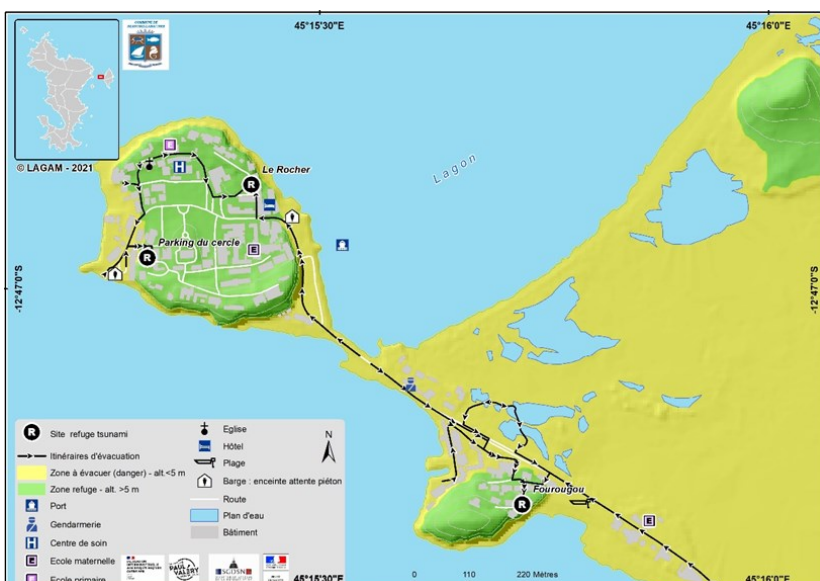 45°15'30"E
45°16'0"E
© LAGAM - 2021
E
H
Le Rocher
R
Lagon
Parking du cercle
R
E
-12°47'0"S
-12°47'0"S
Fourougou
R
E
R Site refuge tsunami
Itinéraires d'évacuation
Zone à évacuer (danger) - alt.<5 m
Zone refuge - alt. >5 m
Port
Gendarmerie
H Centre de soin
E Ecole maternelle
E Ecole primaire
Eglise
Hôtel
Plage
Barge : enceinte attente piéton
Route
Plan d'eau
Bâtiment
N
PAUL VALÉRY
45°15'30"E
0 110 220 Mètres
45°16'0"E